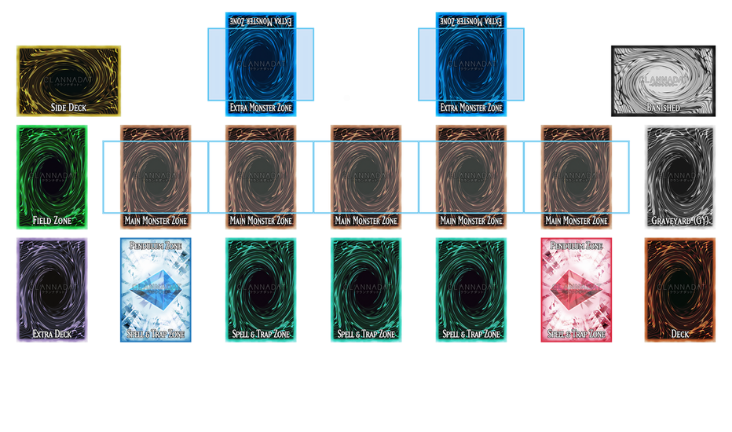 EXTRA MONSTER ZONE
EXTRA MONSTER ZONE
EXTRA MONSTER ZONE
EXTRA MONSTER ZONE
CLANNADAT
SIDE DECK
CLANNADAT
BANISHED
FIELD ZONE
MAIN MONSTER ZONE
MAIN MONSTER ZONE
MAIN MONSTER ZONE
MAIN MONSTER ZONE
MAIN MONSTER ZONE
GRAVEYARD (GY)
PENDULUM ZONE
PENDULUM ZONE
EXTRA DECK
SPELL & TRAP ZONE
SPELL & TRAP ZONE
SPELL & TRAP ZONE
SPELL & TRAP ZONE
SPELL & TRAP ZONE
DECK